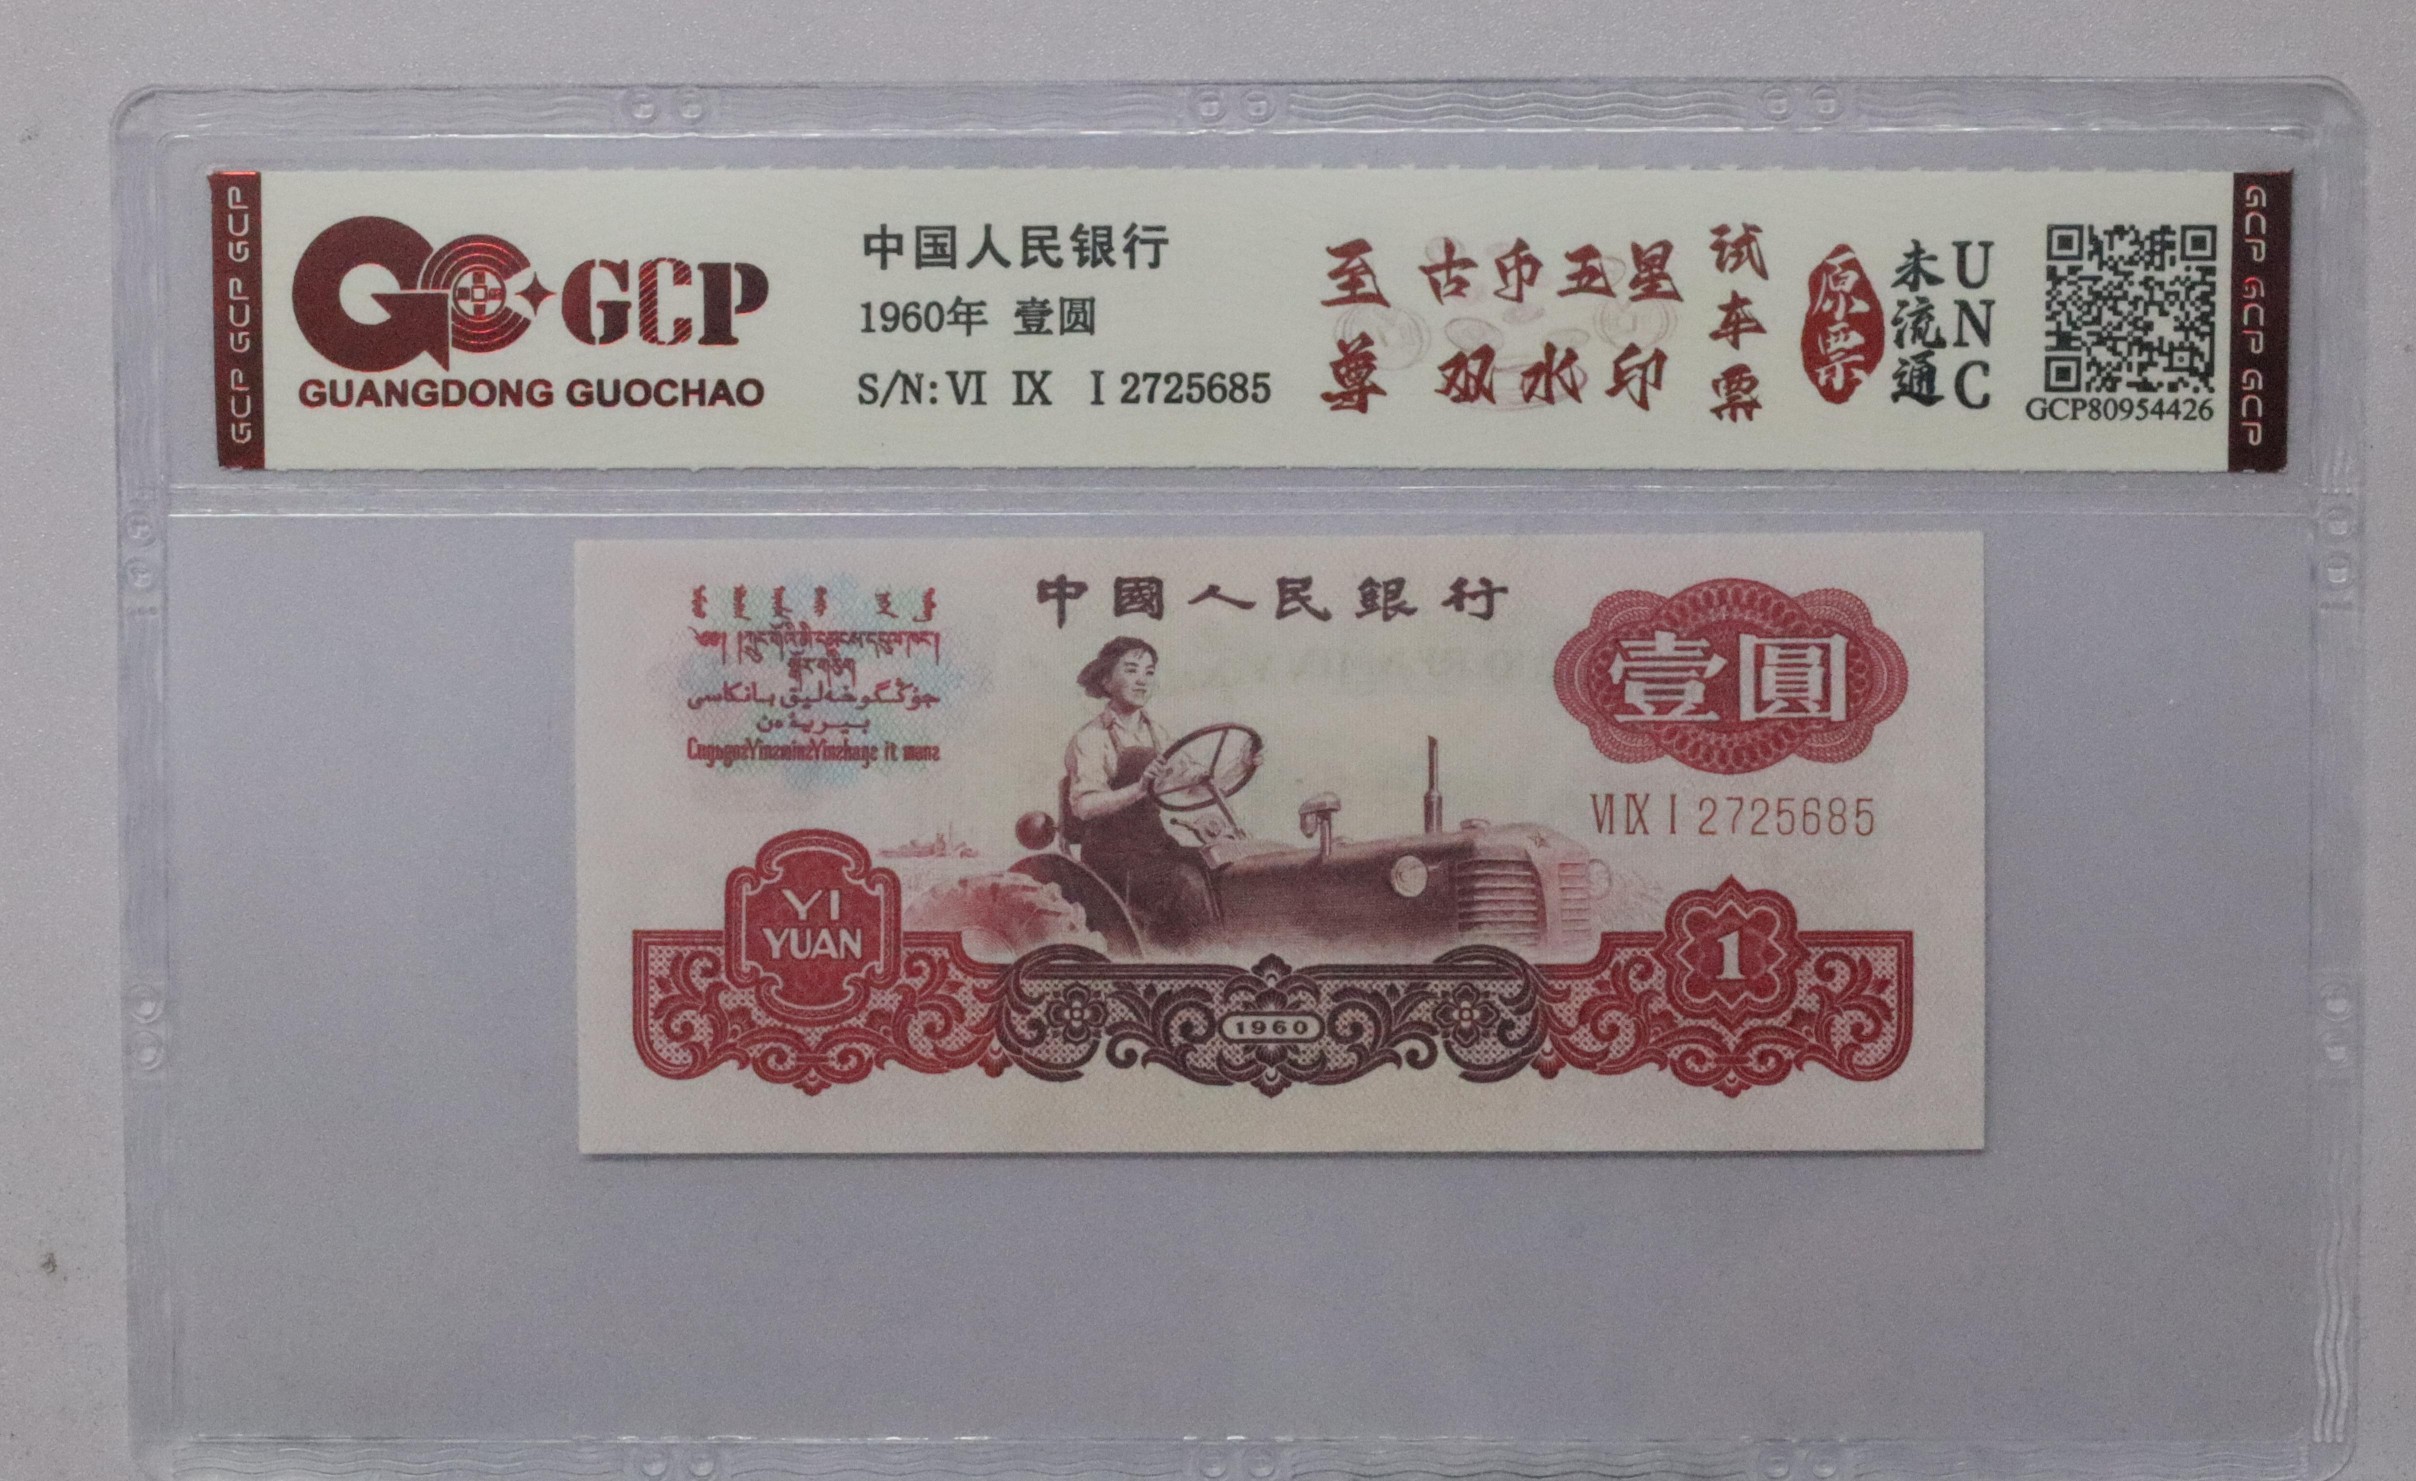 GCP GCP GCP
GCP
GUANGDONG GUOCHAO
中国人民银行
1960年 壹圆
S/N: VI IX I 2725685
至尊
古币五星
双水印
试车票
原票
未流通
UNC
GCP80954426
GCP GCP GCP
中國人民銀行
壹圓
VI IX I 2725685
YI
YUAN
1960
1